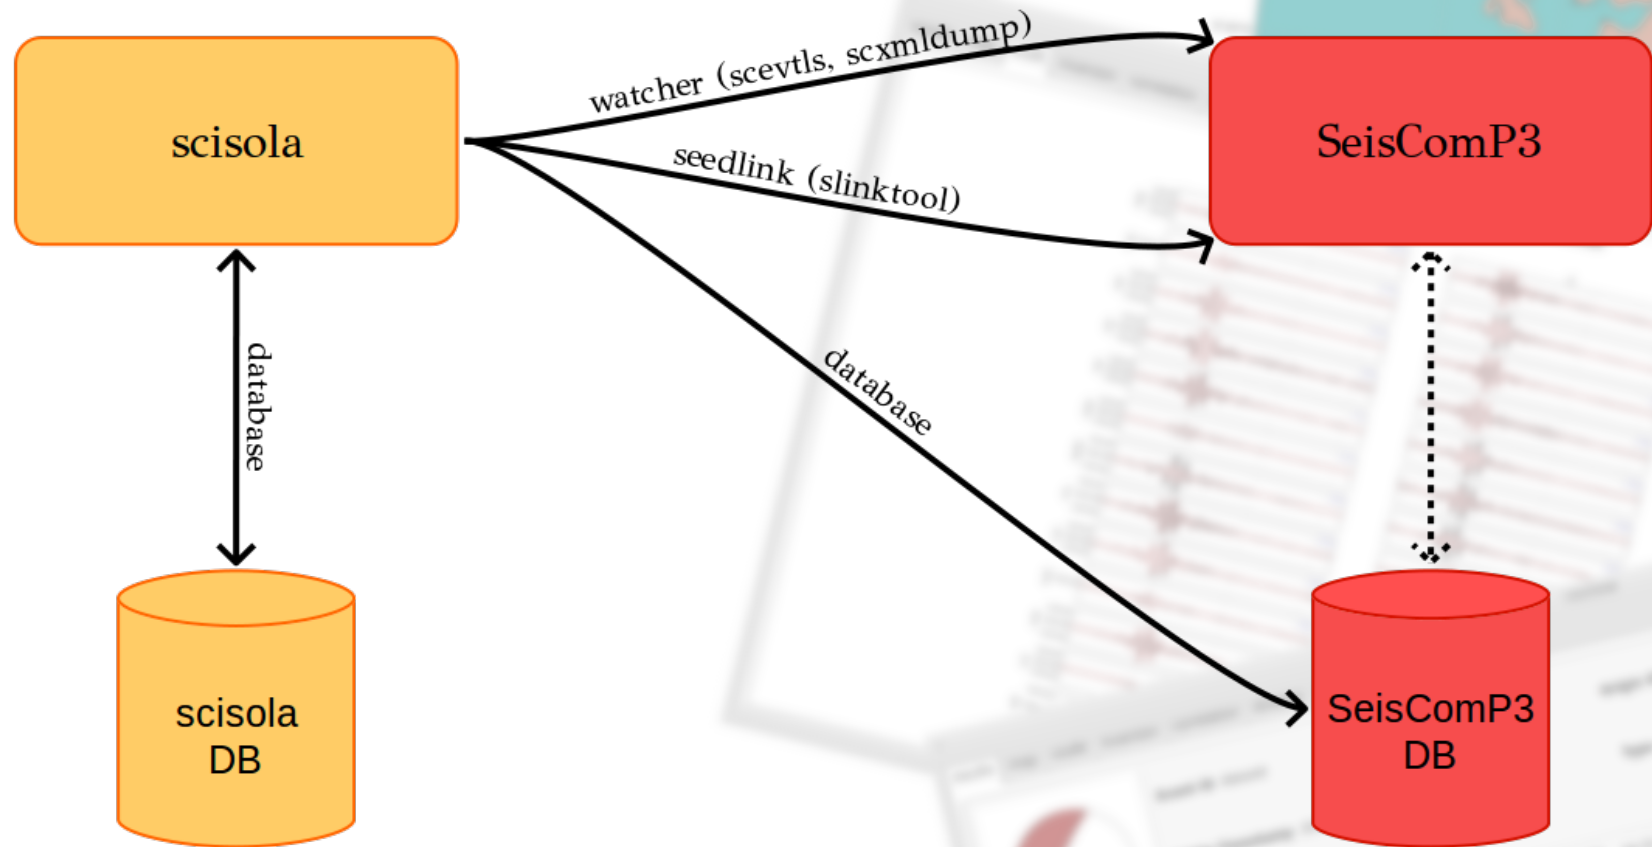 watcher (scevtls, scxmldump)
scisola
SeisComP3
seedlink (slinktool)
database
database
scisola
DB
SeisComP3
DB